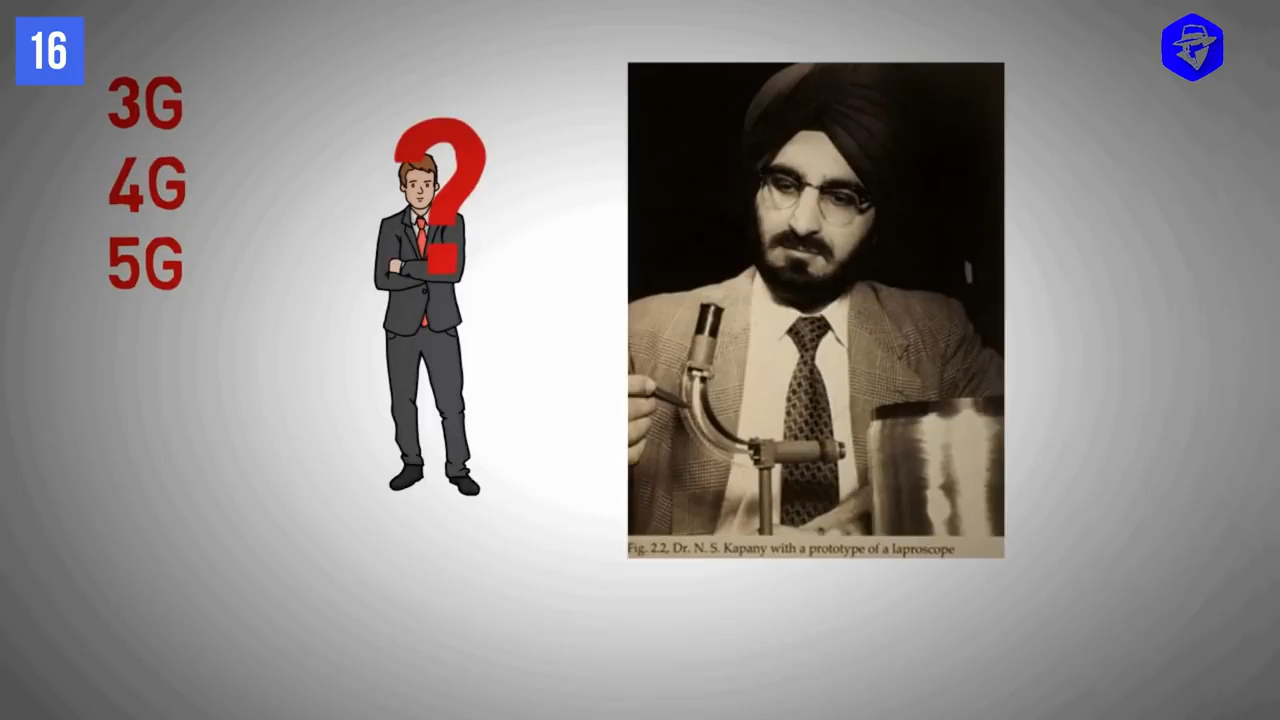 16
3G
4G
5G
?
Fig. 2.2, Dr. N. S. Kapany with a prototype of a laproscope